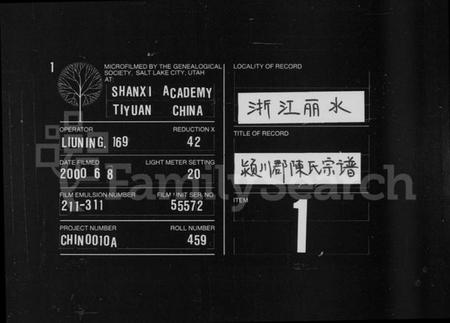 1
MICROFILMED BY THE GENEALOGICAL
SOCIETY, SALT LAKE CITY, UTAH
AT:
SHANXI ACADEMY
TIYUAN CHINA
OPERATOR REDUCTION X
LIUNING, 169 42
DATE FILMED LIGHT METER SETTING
2000 6 8 20
FILM EMULSION NUMBER FILM UNIT SER. NO.
211-311 55572
PROJECT NUMBER ROLL NUMBER
CHIN0010A 459
LOCALITY OF RECORD
浙江丽水
TITLE OF RECORD
颍川郡陳氏宗谱
ITEM
1
FamilySearch